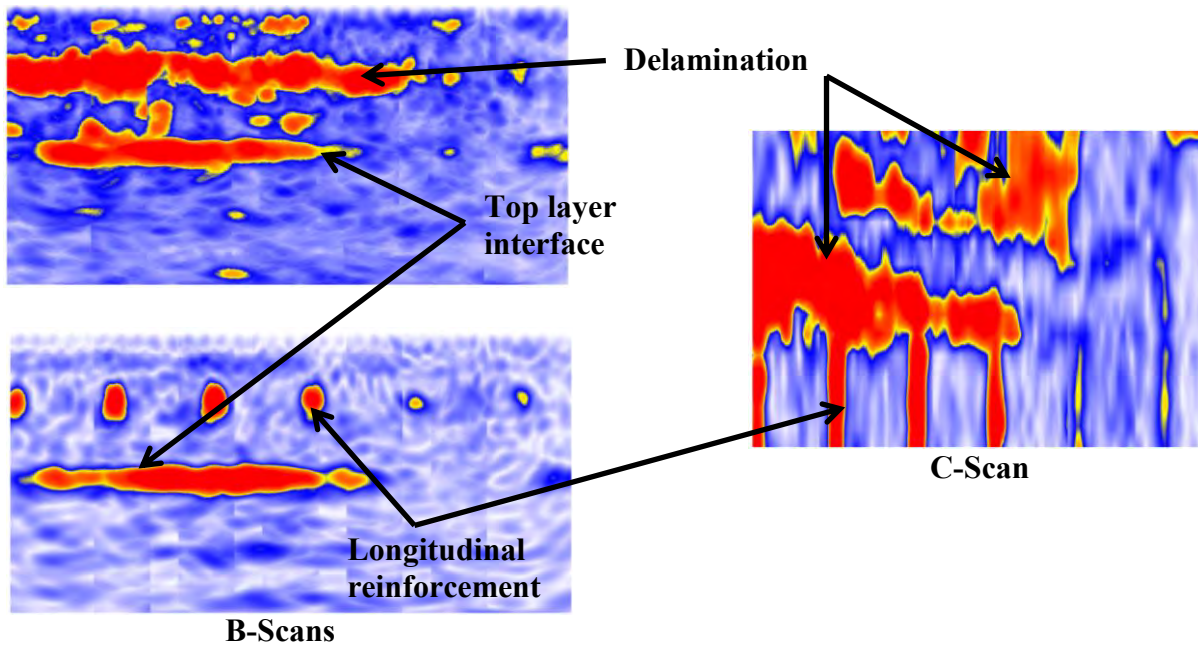 Delamination
Top layer
interface
C-Scan
Longitudinal
reinforcement
B-Scans